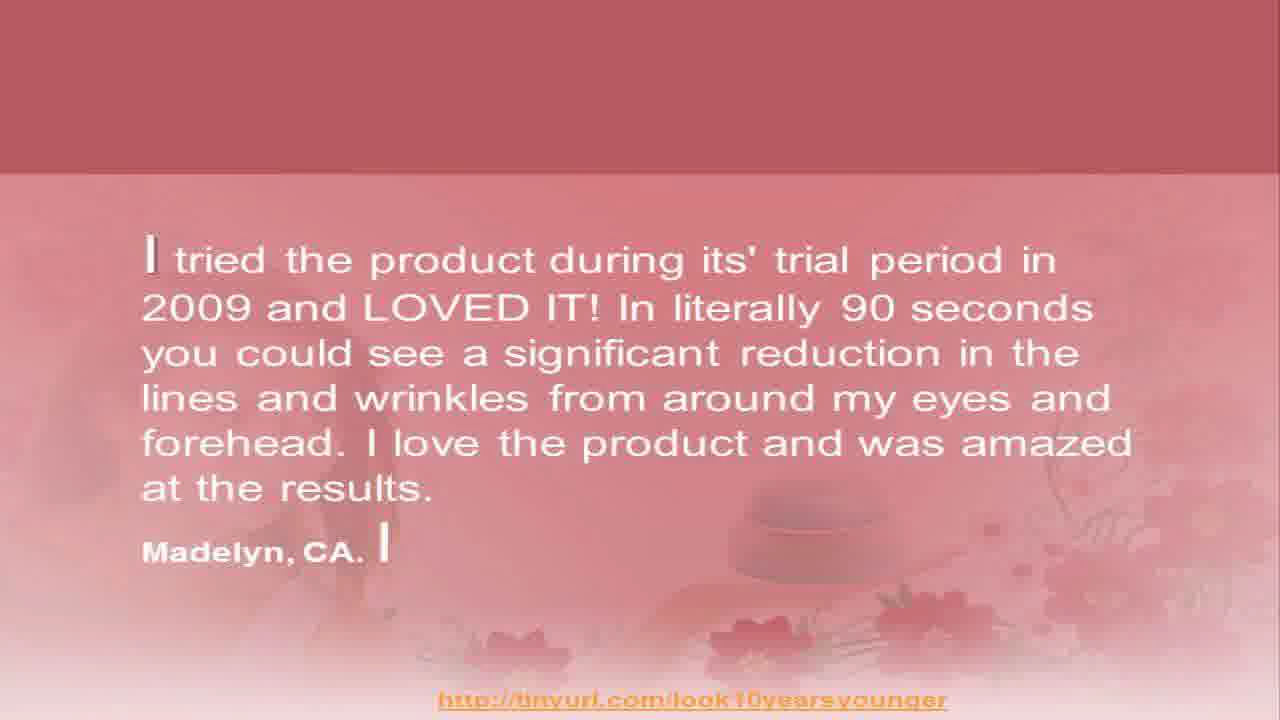 I tried the product during its' trial period in
2009 and LOVED IT! In literally 90 seconds
you could see a significant reduction in the
lines and wrinkles from around my eyes and
forehead. I love the product and was amazed
at the results.
Madelyn, CA. I
http://tinyurl.com/look10yearsyounger